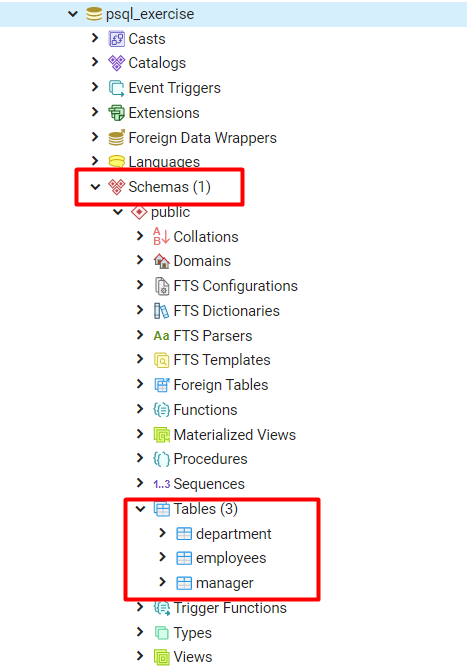 psql_exercise
Casts
Catalogs
Event Triggers
Extensions
Foreign Data Wrappers
Languages
Schemas (1)
public
Collations
Domains
FTS Configurations
FTS Dictionaries
Aa FTS Parsers
FTS Templates
Foreign Tables
Functions
Materialized Views
Procedures
1..3 Sequences
Tables (3)
department
employees
manager
Trigger Functions
Types
Views